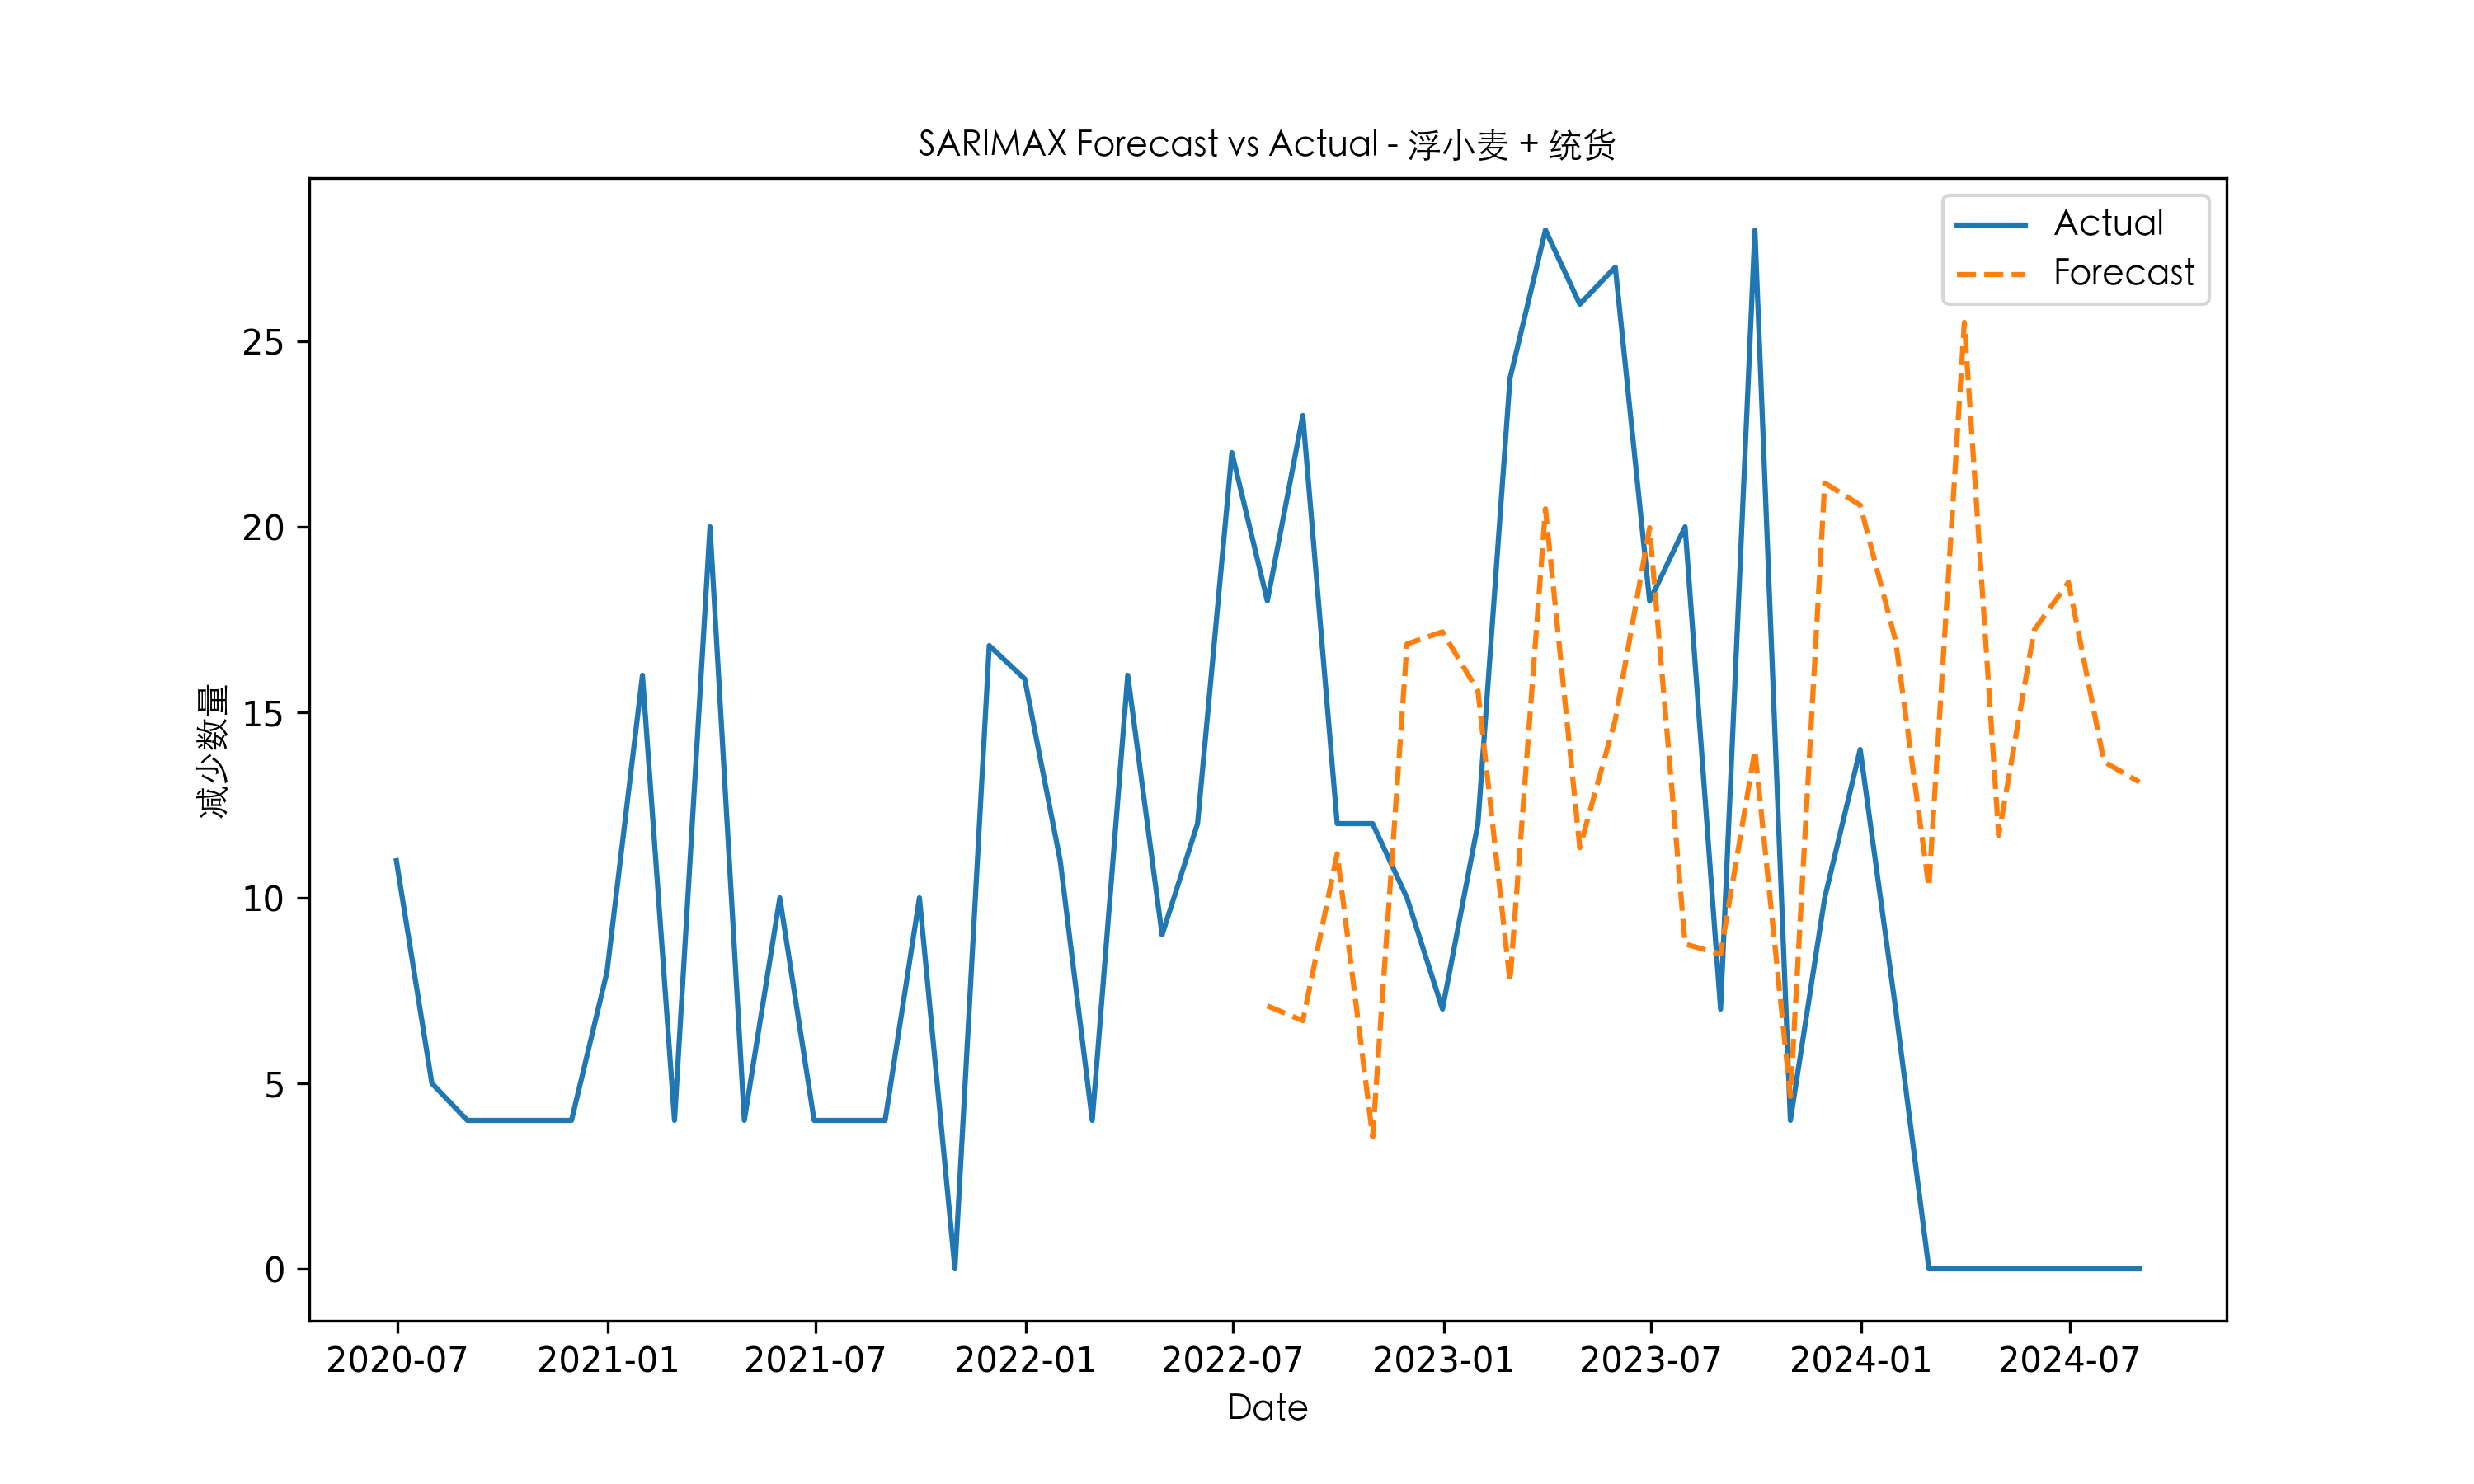 SARIMAX Forecast vs Actual - 浮小麦 + 统货
Actual
Forecast
减少数量
25
20
15
10
5
0
2020-07 2021-01 2021-07 2022-01 2022-07 2023-01 2023-07 2024-01 2024-07
Date